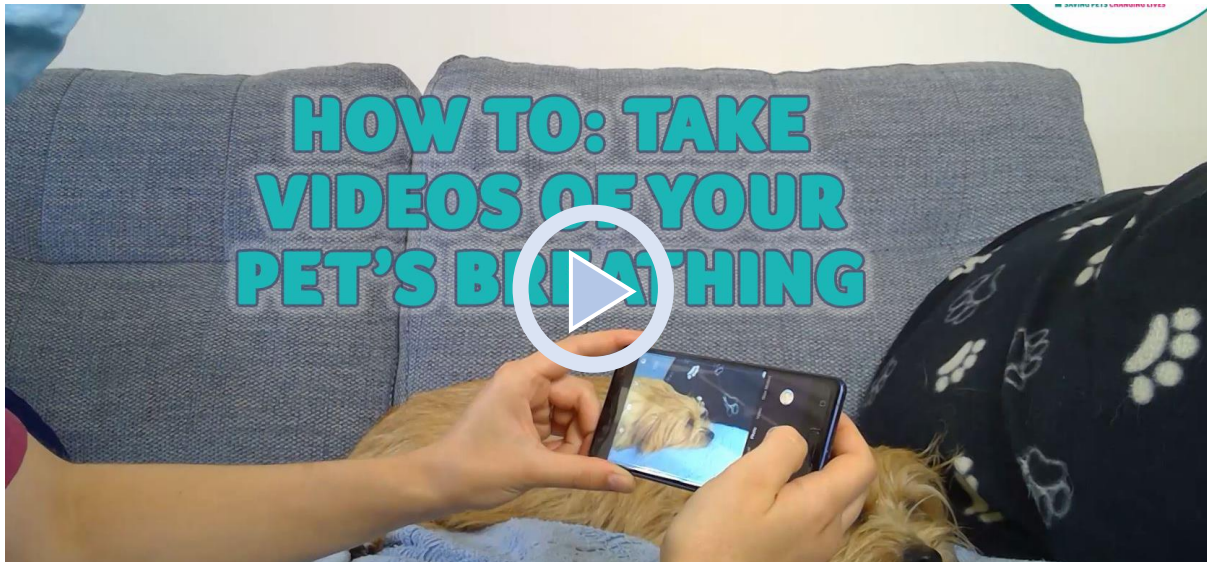 SAVING PETS CHANGING LIVES
HOW TO: TAKE
VIDEOS OF YOUR
PET'S BREATHING